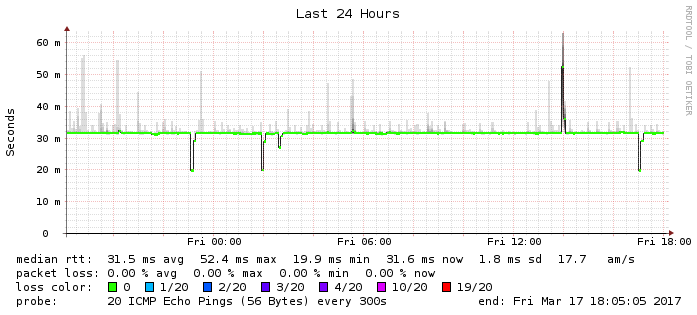 Last 24 Hours
RRDTOOL / TOBI OETIKER
Seconds
60 m
50 m
40 m
30 m
20 m
10 m
0
Fri 00:00 Fri 06:00 Fri 12:00 Fri 18:00
median rtt: 31.5 ms avg 52.4 ms max 19.9 ms min 31.6 ms now 1.8 ms sd 17.7 am/s
packet loss: 0.00 % avg 0.00 % max 0.00 % min 0.00 % now
loss color: 0 1/20 2/20 3/20 4/20 10/20 19/20
probe: 20 ICMP Echo Pings (56 Bytes) every 300s end: Fri Mar 17 18:05:05 2017